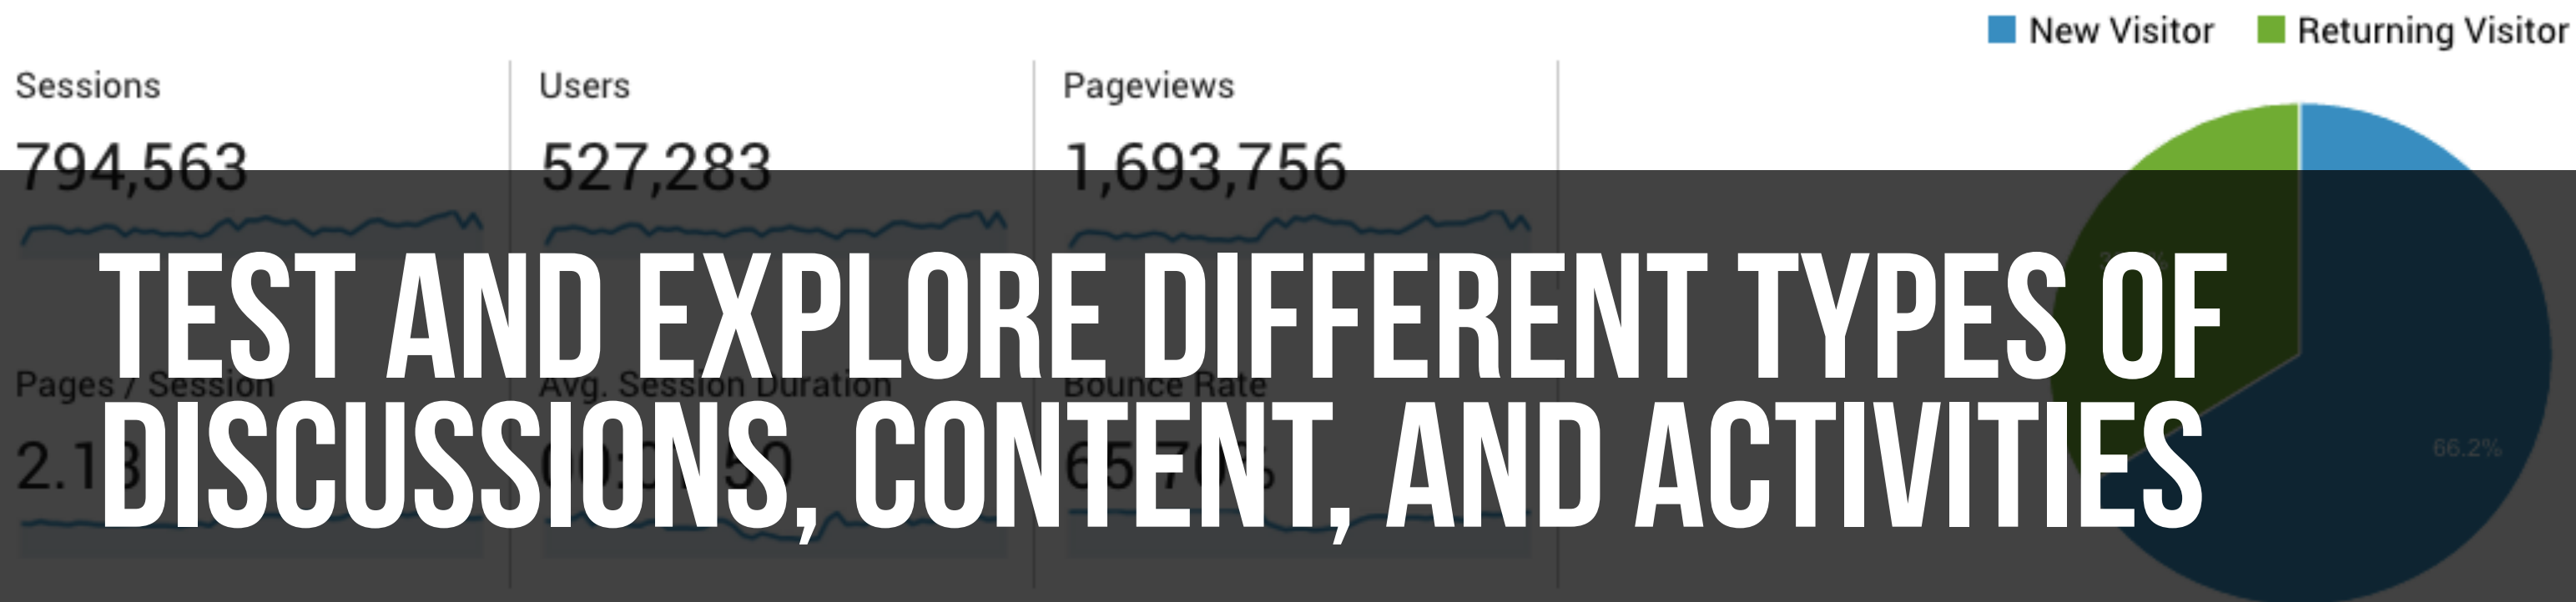 New Visitor Returning Visitor
Sessions Users Pageviews
794,563 527,283 1,693,756
TEST AND EXPLORE DIFFERENT TYPES OF
Pages / Session Avg. Session Duration Bounce Rate
DISCUSSIONS, CONTENT, AND ACTIVITIES
66.2%